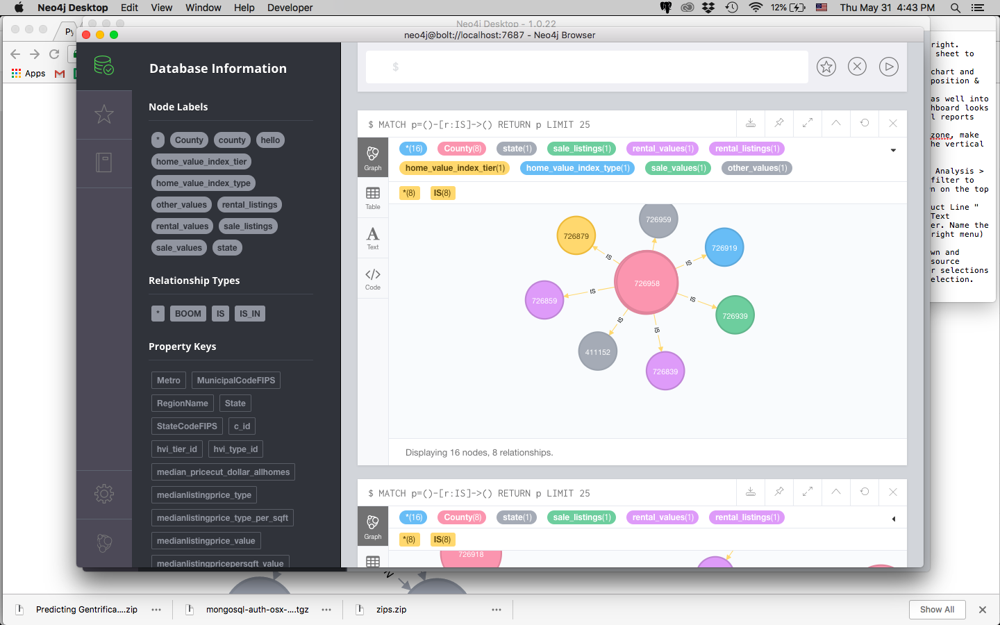 Neo4j Desktop Edit View Window Help Developer 12% Thu May 31 4:43 PM
Neo4j Desktop - 1.0.22
neo4j@bolt://localhost:7687 - Neo4j Browser
Apps
Database Information
Node Labels
* County county hello
home_value_index_tier
home_value_index_type
other_values rental_listings
rental_values sale_listings
sale_values state
Relationship Types
* BOOM IS IS_IN
Property Keys
Metro MunicipalCodeFIPS
RegionName State
StateCodeFIPS c_id
hvi_tier_id hvi_type_id
median_pricecut_dollar_allhomes
medianlistingprice_type
medianlistingprice_type_per_sqft
medianlistingprice_value
medianlistingpricepersqft_value
$
$ MATCH p=()-[r:IS]->() RETURN p LIMIT 25
Graph
Table
Text
Code
*(16) County(8) state(1) sale_listings(1) rental_values(1) rental_listings(1)
home_value_index_tier(1) home_value_index_type(1) sale_values(1) other_values(1)
*(8) IS(8)
726959
726879
726919
IS
IS
726958
IS
726859
IS
726939
IS
IS
411152
726839
Displaying 16 nodes, 8 relationships.
$ MATCH p=()-[r:IS]->() RETURN p LIMIT 25
Graph
*(16) County(8) state(1) sale_listings(1) rental_values(1) rental_listings(1)
*(8) IS(8)
726918
right.
sheet to
chart and
position &
as well into
hboard looks
l reports
zone, make
he vertical
Analysis >
filter to
n on the top
uct Line "
Text
er. Name the
right menu)
wn and
source
r selections
election.
Predicting Gentrifica....zip mongosql-auth-osx-....tgz zips.zip Show All